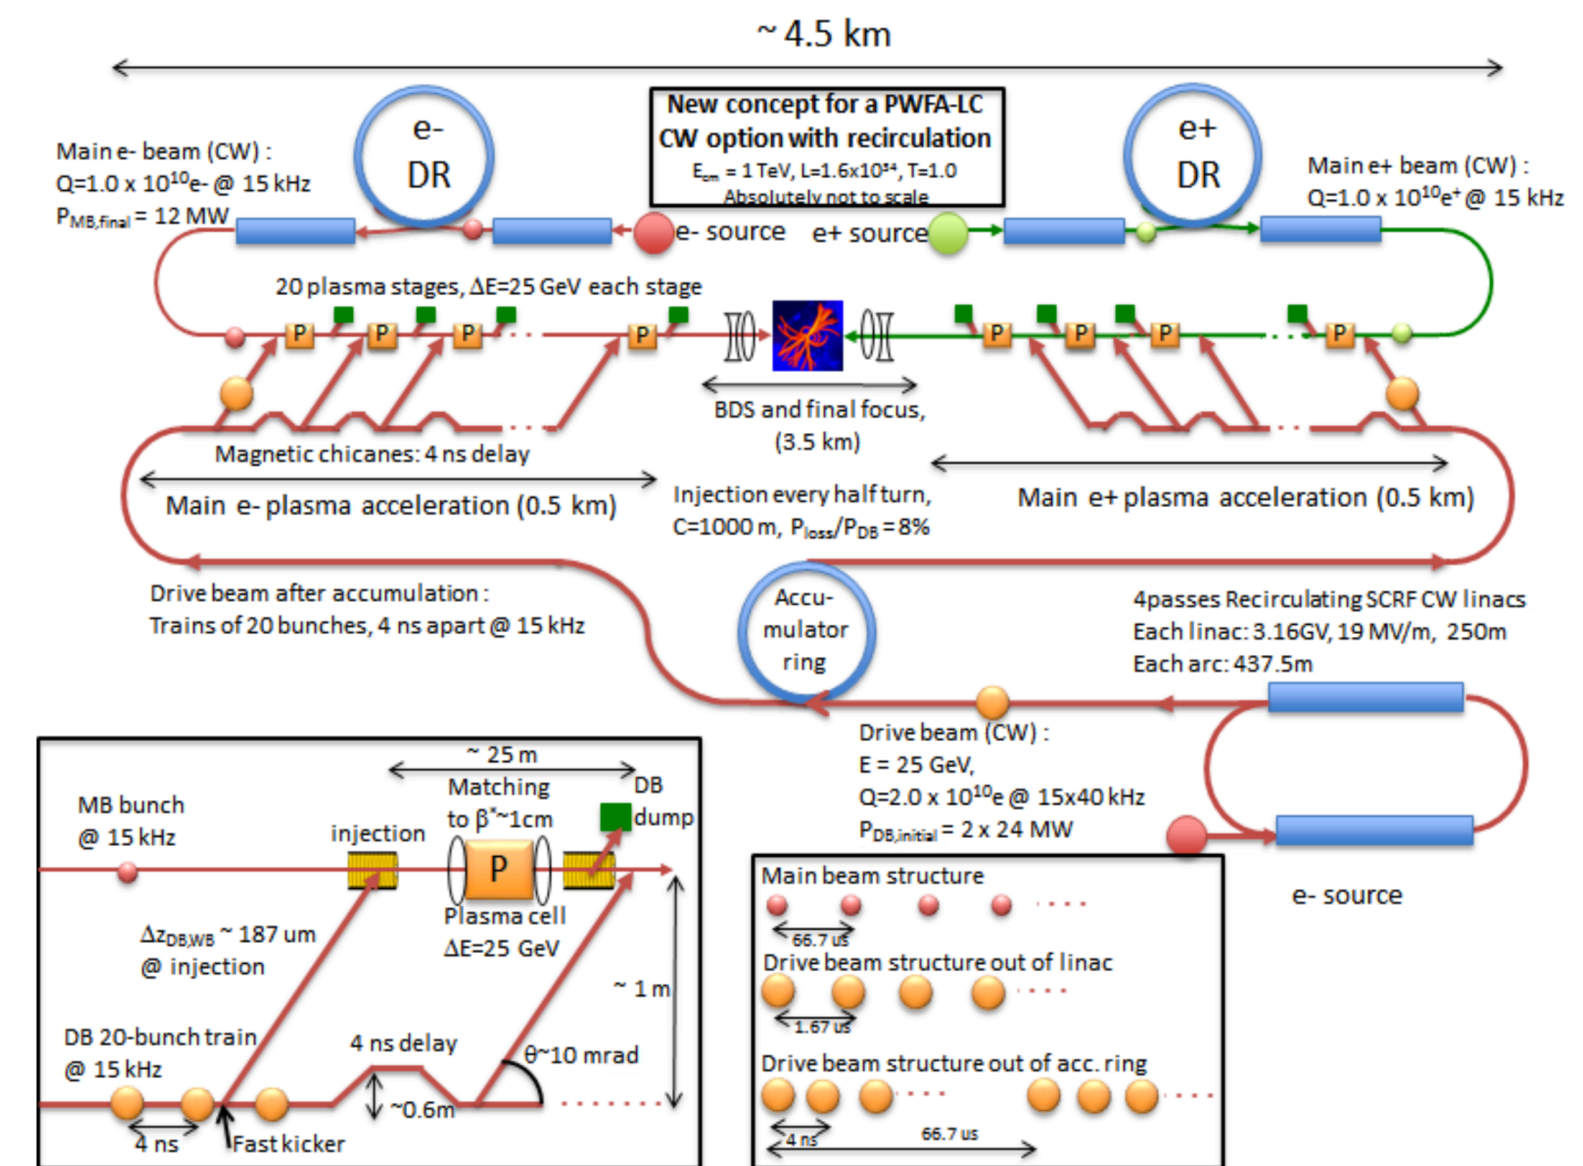 ~ 4.5 km
New concept for a PWFA-LC
CW option with recirculation
E_cm = 1 TeV, L=1.6x10³⁴, T=1.0
Absolutely not to scale
e-
DR
e+
DR
Main e- beam (CW) :
Q=1.0 x 10¹⁰e- @ 15 kHz
P_MB,final = 12 MW
Main e+ beam (CW) :
Q=1.0 x 10¹⁰e⁺ @ 15 kHz
e- source
e+ source
20 plasma stages, ΔE=25 GeV each stage
P P P P P P P P
BDS and final focus,
(3.5 km)
Magnetic chicanes: 4 ns delay
Main e- plasma acceleration (0.5 km)
Injection every half turn,
C=1000 m, P_loss/P_DB = 8%
Main e+ plasma acceleration (0.5 km)
Drive beam after accumulation :
Trains of 20 bunches, 4 ns apart @ 15 kHz
Accu-
mulator
ring
4passes Recirculating SCRF CW linacs
Each linac: 3.16GV, 19 MV/m, 250m
Each arc: 437.5m
Drive beam (CW) :
E = 25 GeV,
Q=2.0 x 10¹⁰e @ 15x40 kHz
P_DB,initial = 2 x 24 MW
e- source
~ 25 m
MB bunch
@ 15 kHz
injection
Matching
to β*~1cm
DB
dump
P
Plasma cell
ΔE=25 GeV
Δz_DB,WB ~ 187 um
@ injection
~ 1 m
DB 20-bunch train
@ 15 kHz
4 ns delay
θ~10 mrad
~0.6m
4 ns
Fast kicker
Main beam structure
66.7 us
Drive beam structure out of linac
1.67 us
Drive beam structure out of acc. ring
4 ns
66.7 us